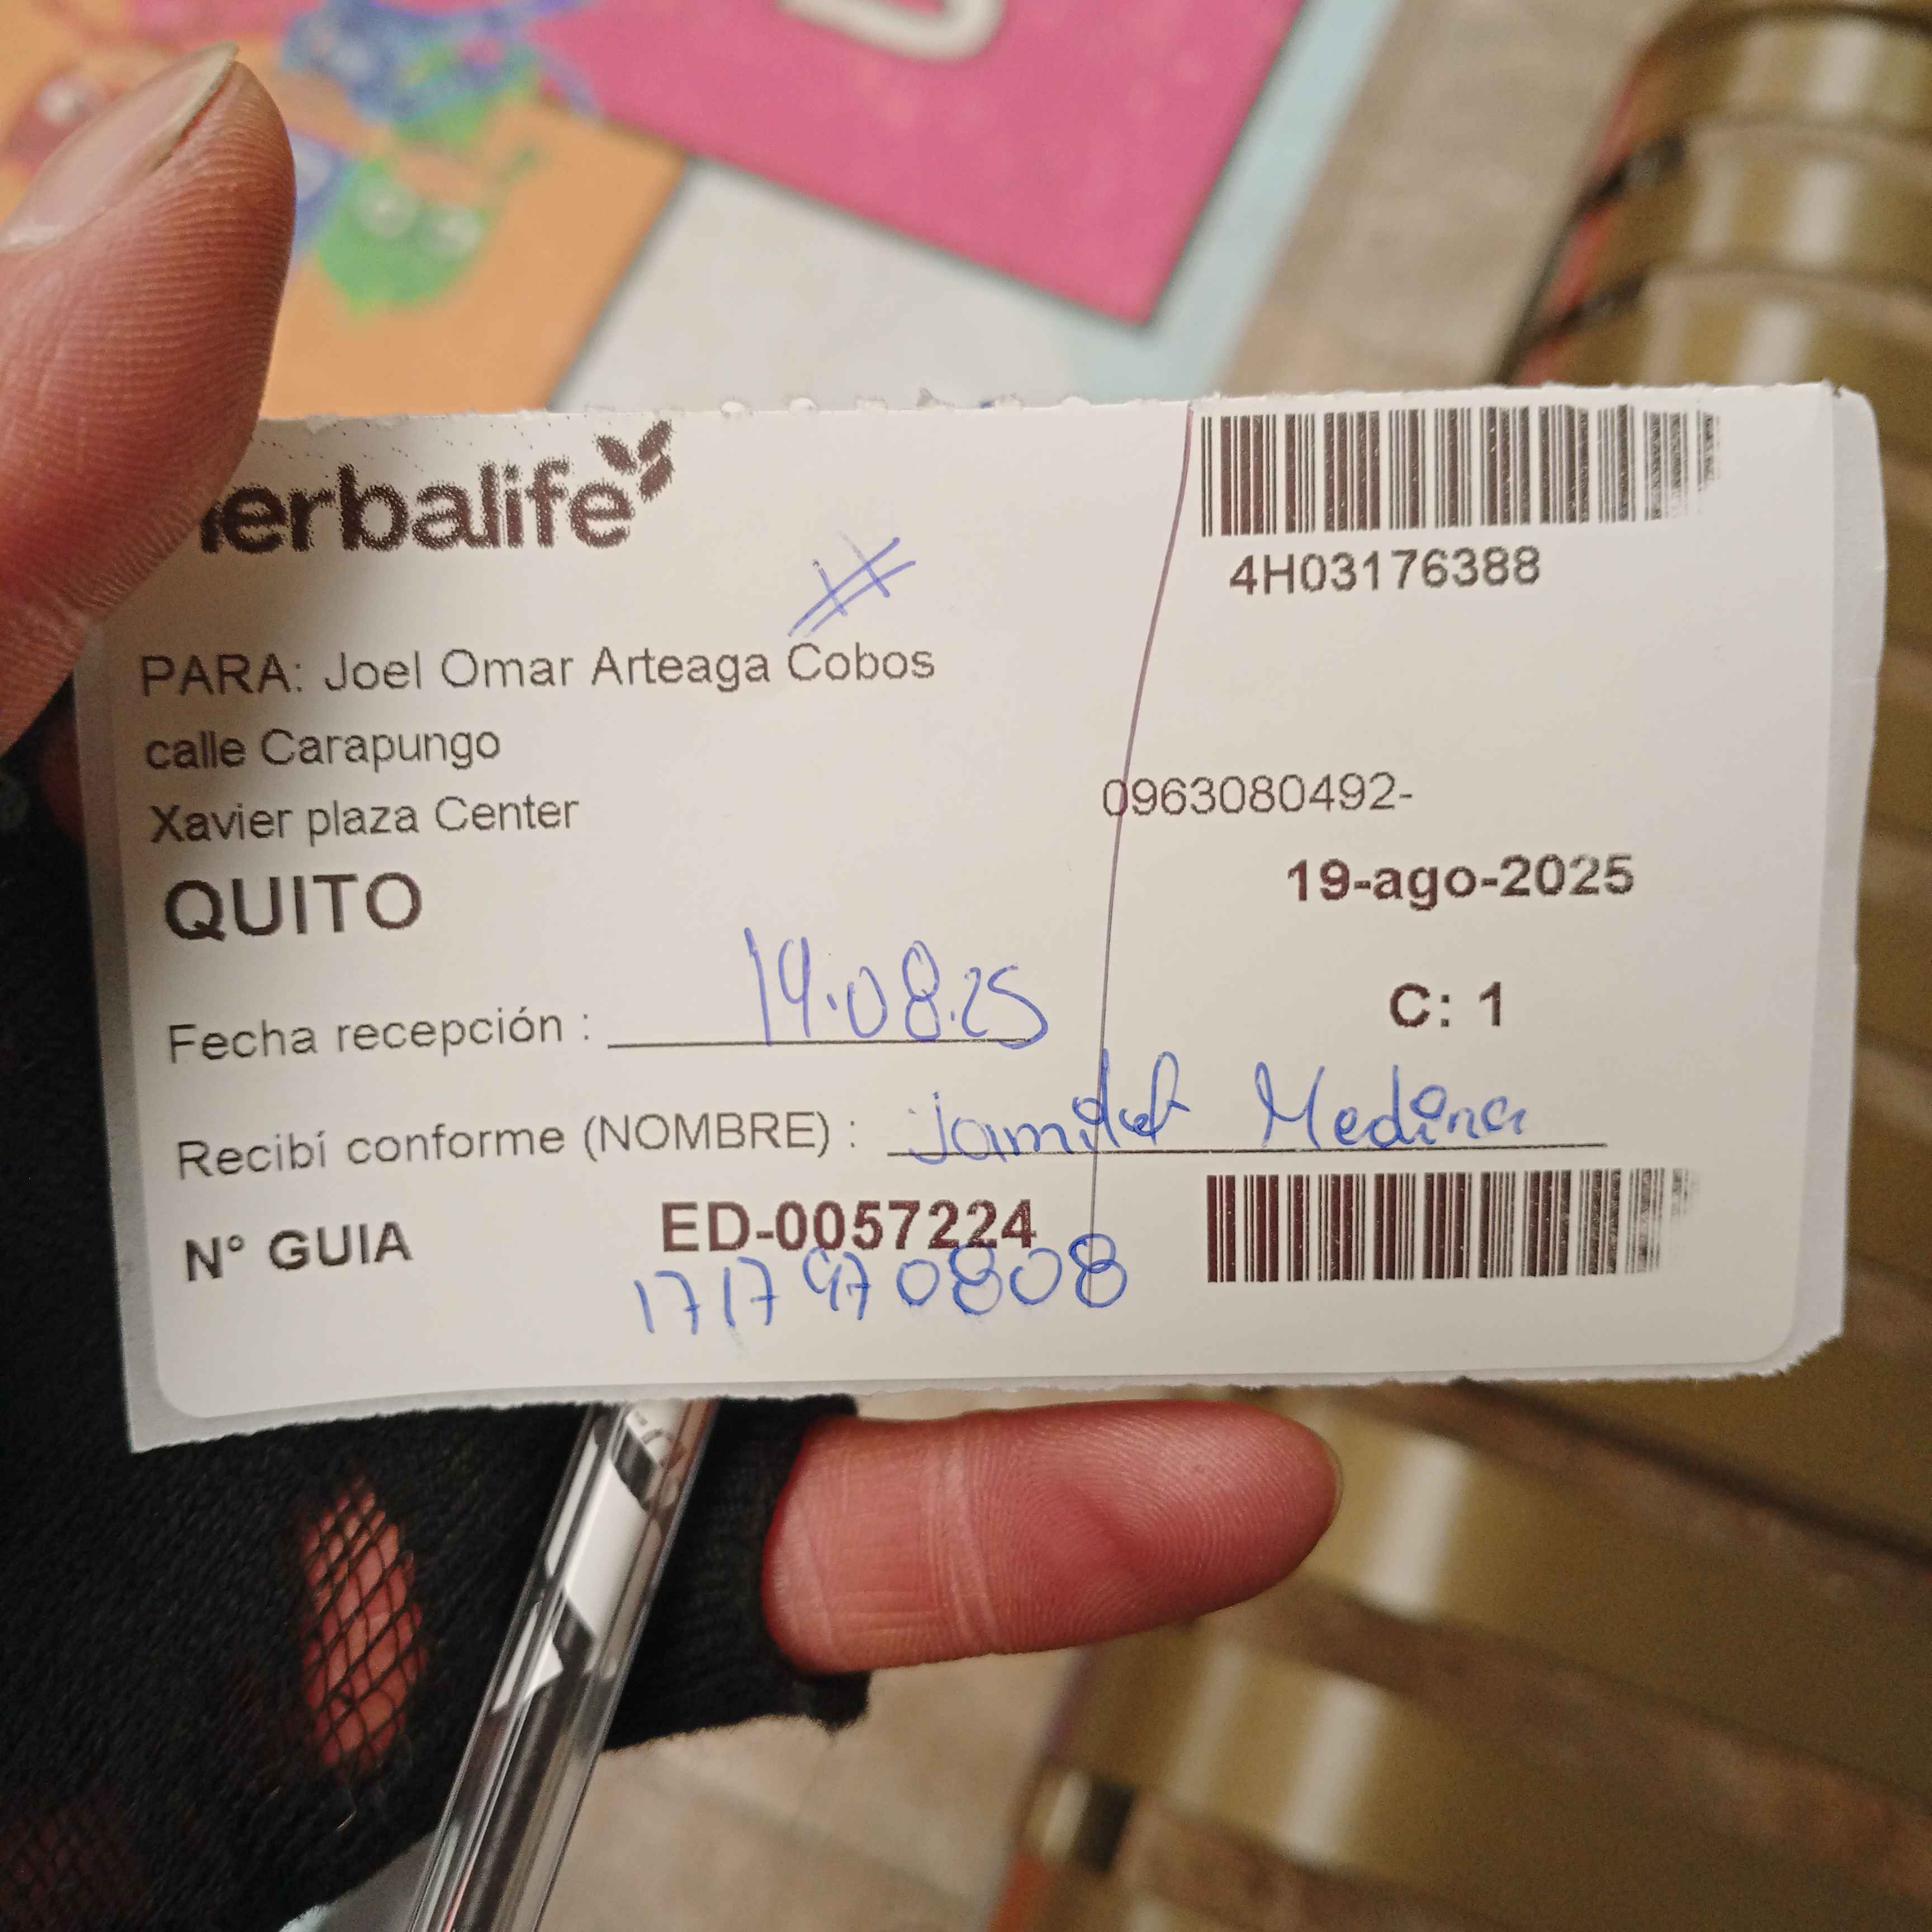 herbalife
4H03176388
#
PARA: Joel Omar Arteaga Cobos
calle Carapungo
Xavier plaza Center
0963080492-
QUITO
19-ago-2025
C: 1
Fecha recepción : 19.08.25
Recibí conforme (NOMBRE) : Medina
N° GUIA ED-0057224